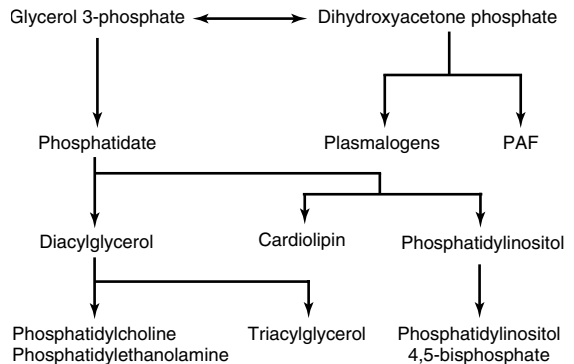 Glycerol 3-phosphate
Dihydroxyacetone phosphate
Phosphatidate
Plasmalogens
PAF
Diacylglycerol
Cardiolipin
Phosphatidylinositol
Phosphatidylcholine
Phosphatidylethanolamine
Triacylglycerol
Phosphatidylinositol
4,5-bisphosphate